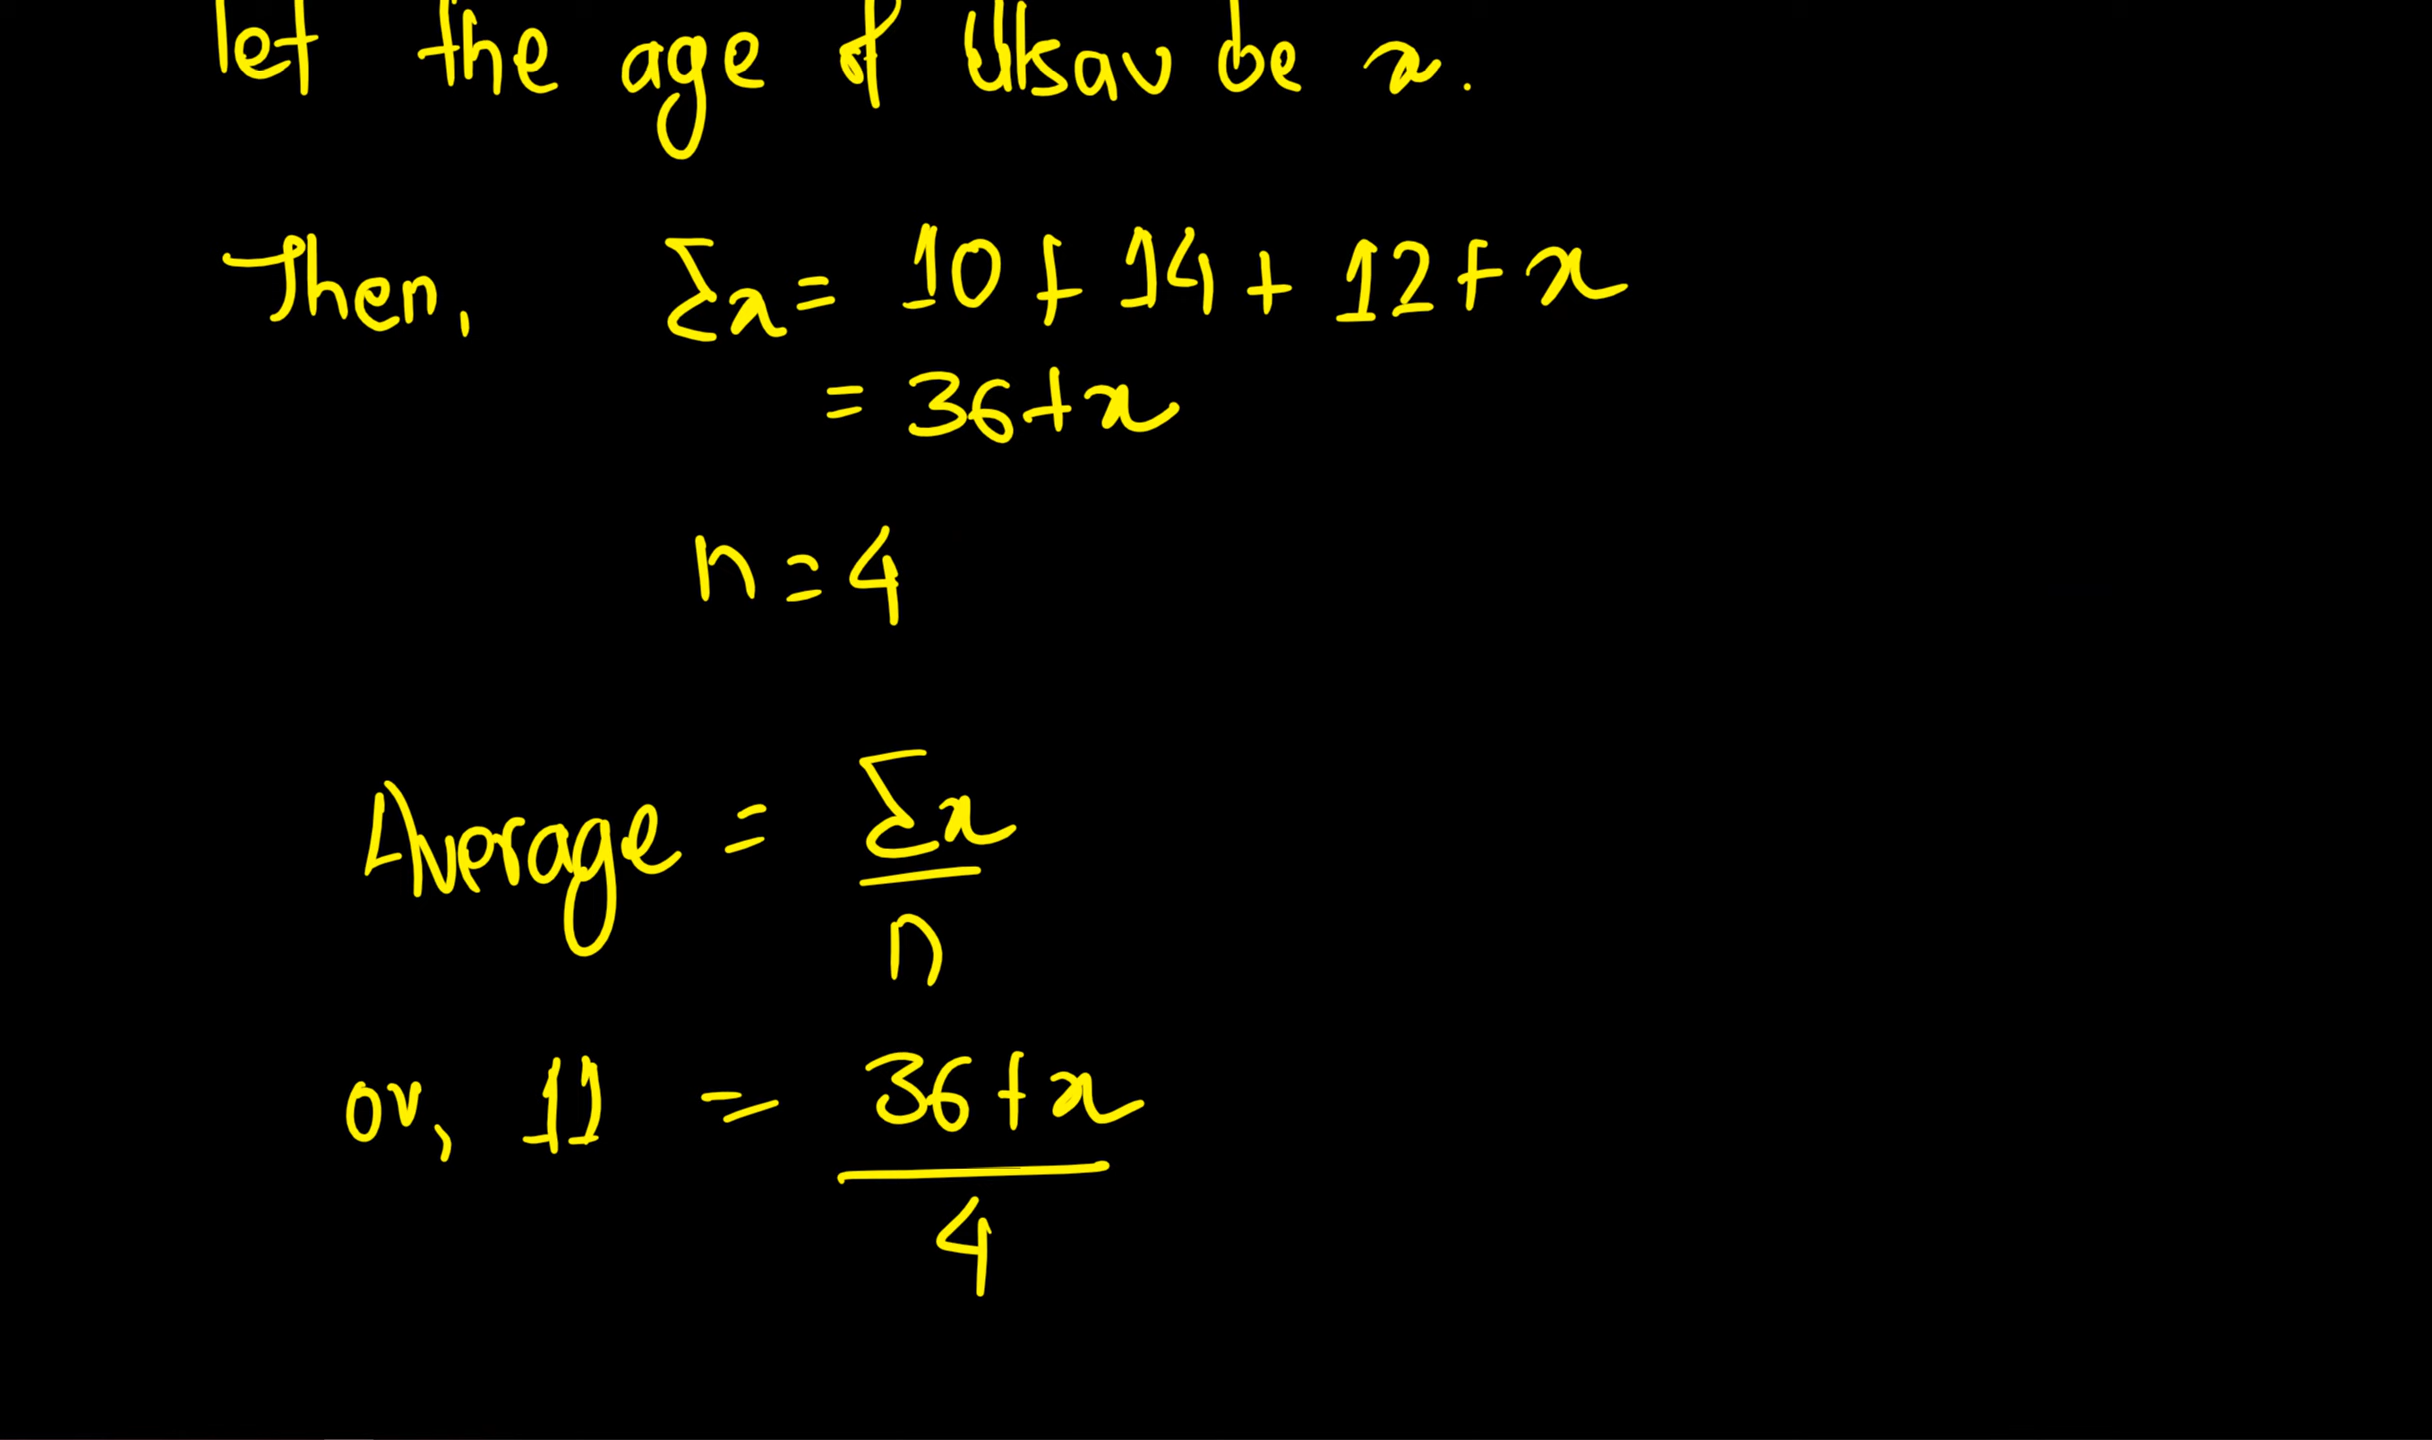 let the age of Utsav be x.
Then, Σx = 10 + 14 + 12 + x
= 36 + x
n = 4
Average = Σx / n
or, 11 = 36 + x / 4